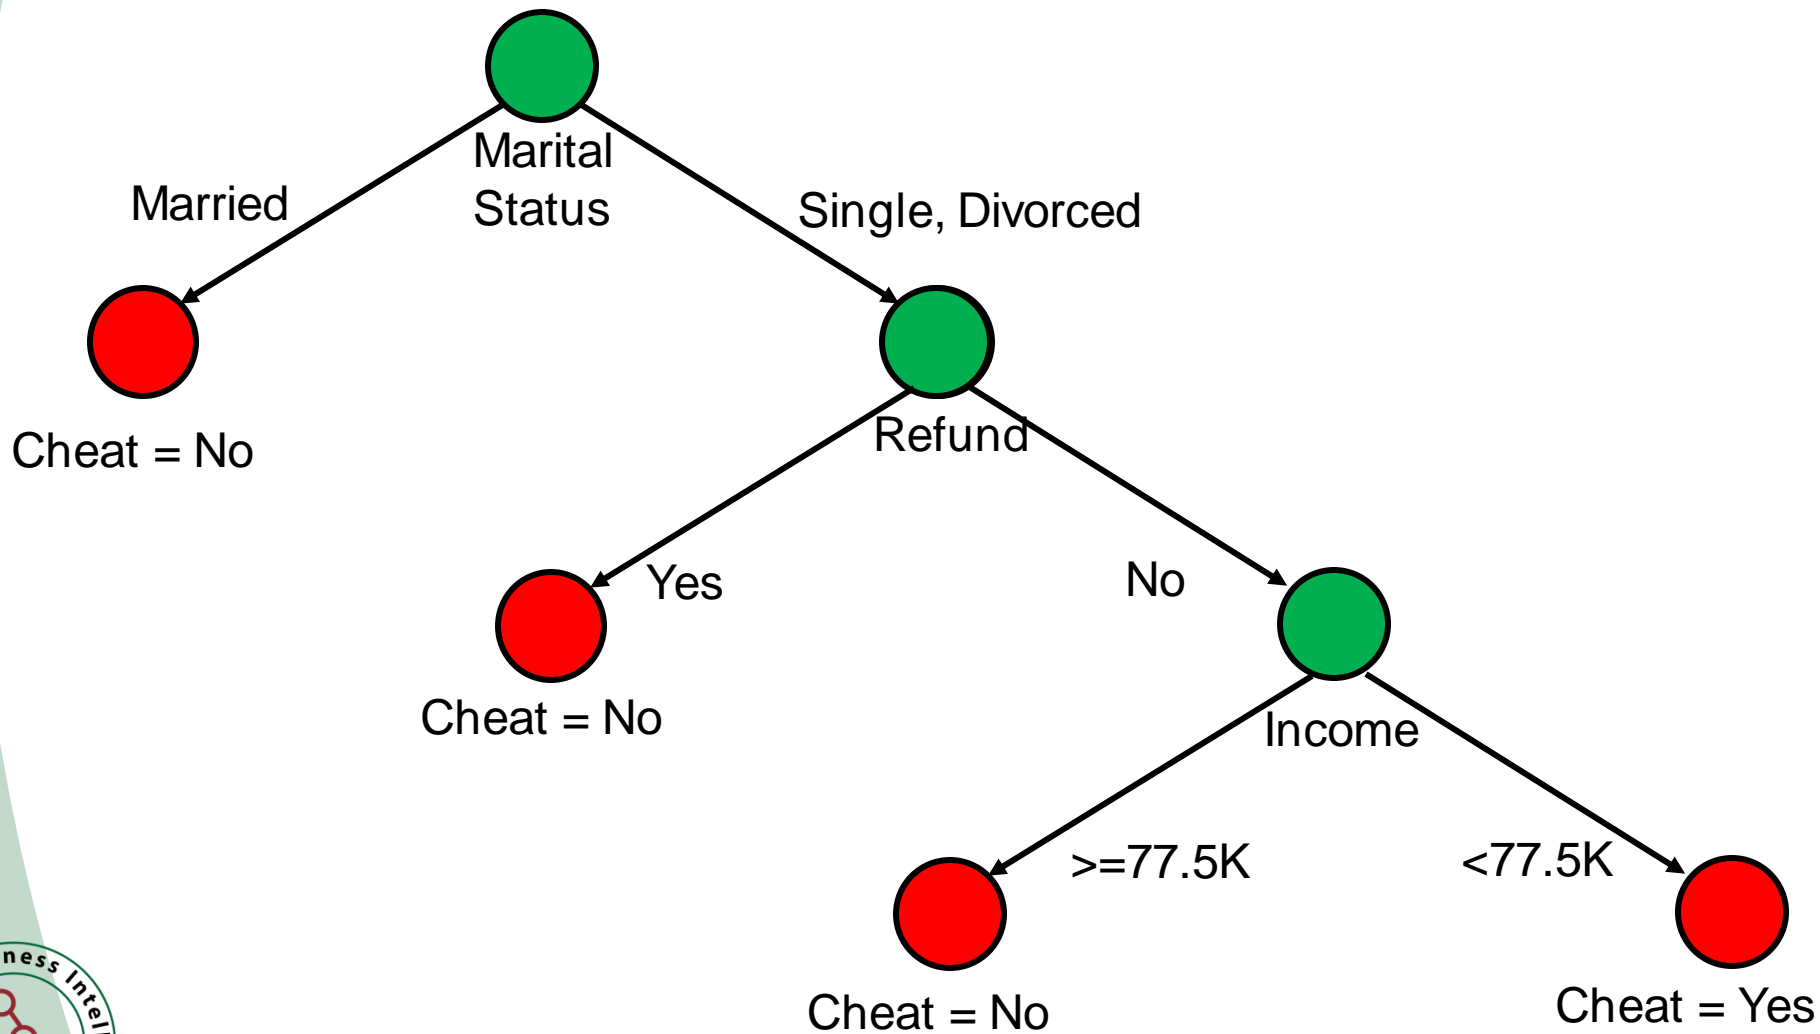 Marital
Status
Married
Single, Divorced
Cheat = No
Refund
Yes
No
Cheat = No
Income
>=77.5K
<77.5K
Cheat = No
Cheat = Yes